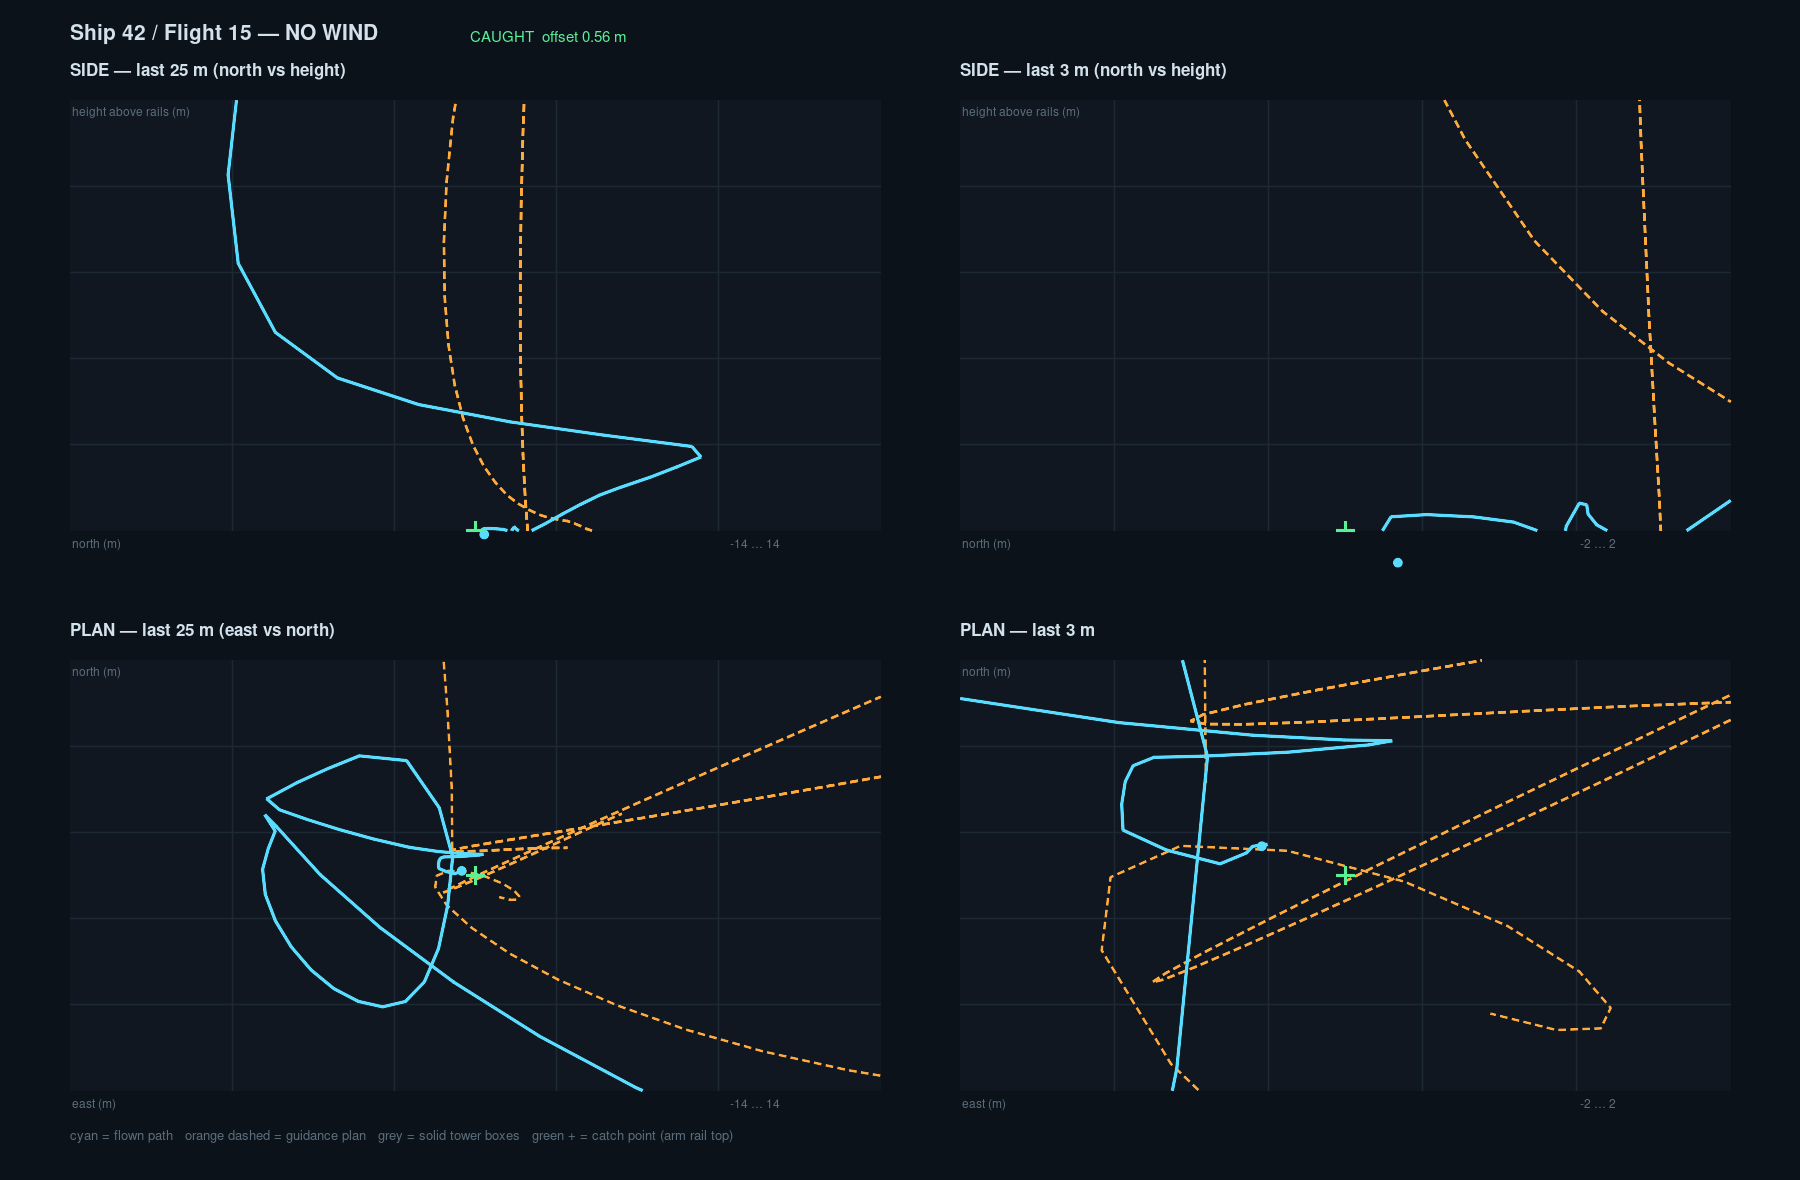 Ship 42 / Flight 15 — NO WIND
CAUGHT offset 0.56 m
SIDE — last 25 m (north vs height)
SIDE — last 3 m (north vs height)
height above rails (m)
height above rails (m)
north (m)
-14 ... 14
north (m)
-2 ... 2
PLAN — last 25 m (east vs north)
PLAN — last 3 m
north (m)
north (m)
east (m)
-14 ... 14
east (m)
-2 ... 2
cyan = flown path orange dashed = guidance plan grey = solid tower boxes green + = catch point (arm rail top)